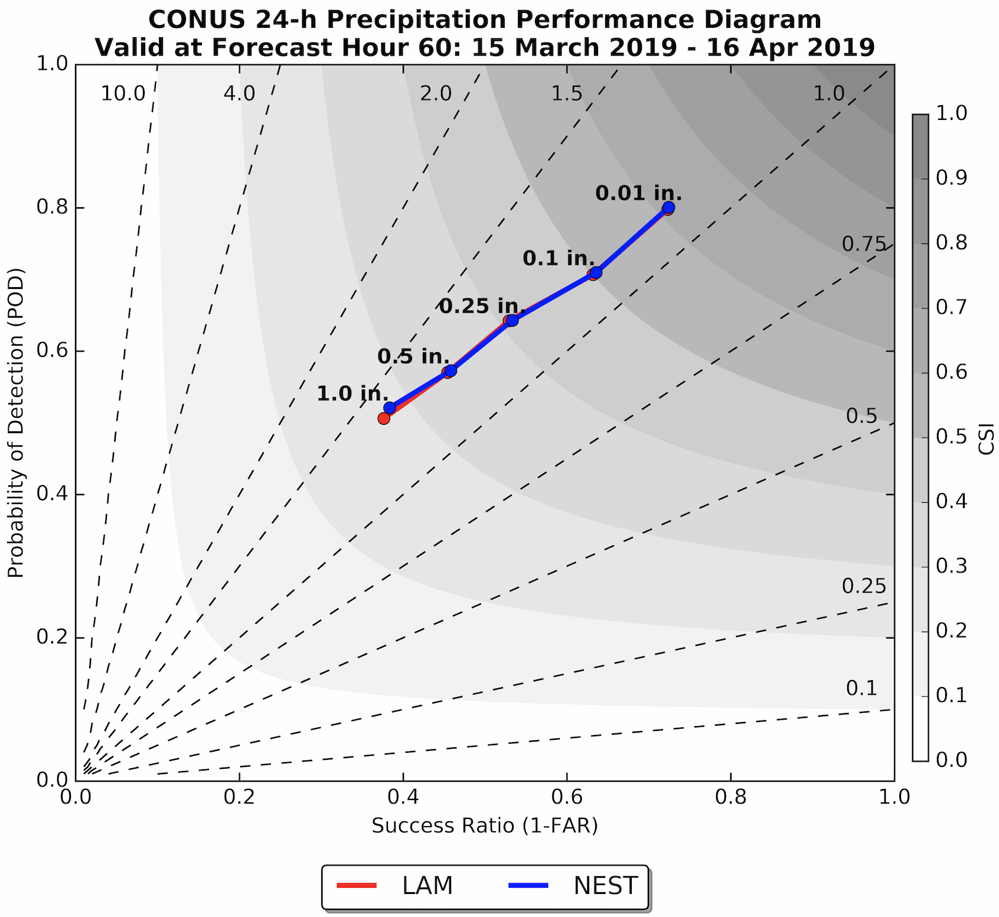 CONUS 24-h Precipitation Performance Diagram
Valid at Forecast Hour 60: 15 March 2019 - 16 Apr 2019
1.0
10.0
4.0
2.0
1.5
1.0
1.0
0.9
0.01 in.
0.8
0.8
0.75
0.1 in.
0.25 in.
0.7
0.6
0.5 in.
0.6
1.0 in.
0.5
0.5
CSI
Probability of Detection (POD)
0.4
0.4
0.3
0.25
0.2
0.2
0.1
0.1
0.0
0.0
0.0
0.2
0.4
0.6
0.8
1.0
Success Ratio (1-FAR)
LAM
NEST